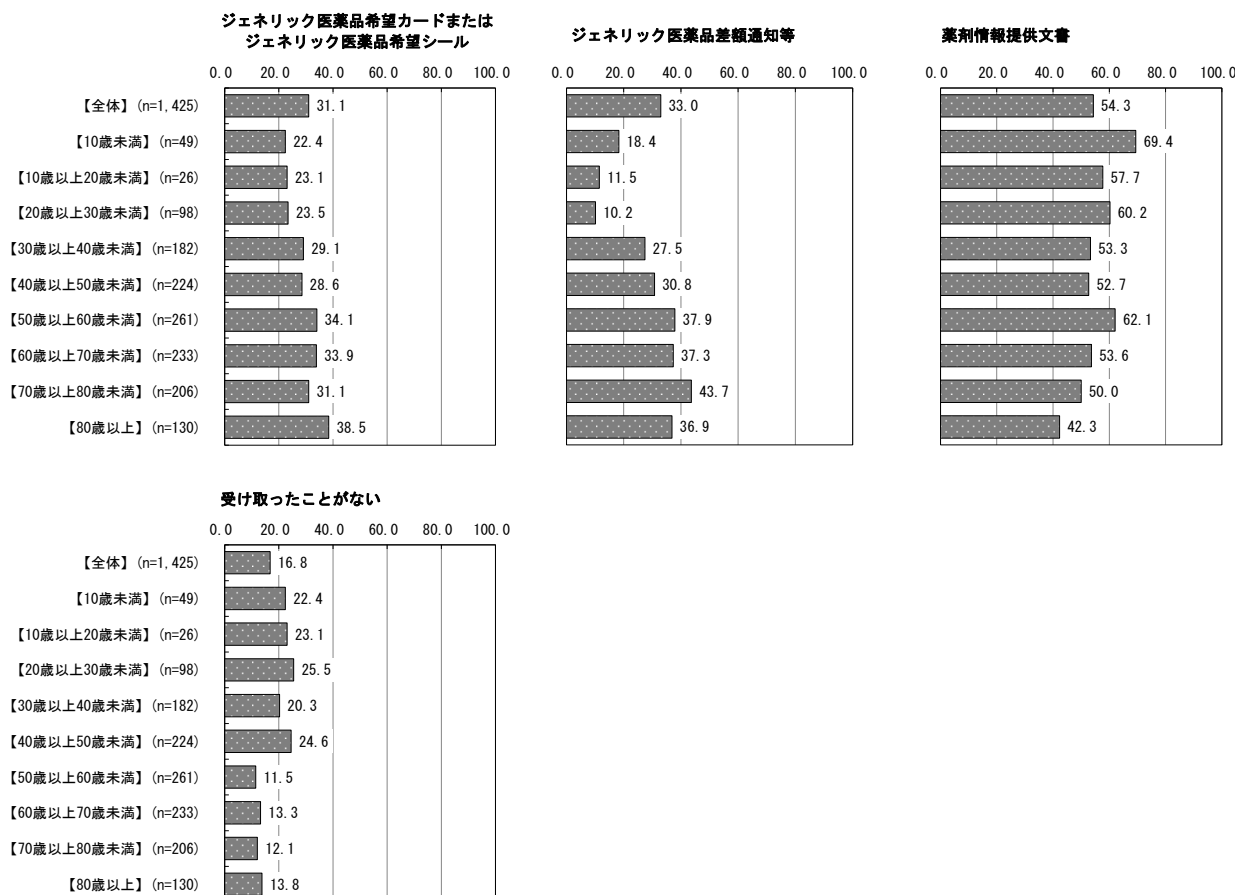 ジェネリック医薬品希望カードまたは
ジェネリック医薬品希望シール
0.0 20.0 40.0 60.0 80.0 100.0
【全体】(n=1,425) 31.1
【10歳未満】(n=49) 22.4
【10歳以上20歳未満】(n=26) 23.1
【20歳以上30歳未満】(n=98) 23.5
【30歳以上40歳未満】(n=182) 29.1
【40歳以上50歳未満】(n=224) 28.6
【50歳以上60歳未満】(n=261) 34.1
【60歳以上70歳未満】(n=233) 33.9
【70歳以上80歳未満】(n=206) 31.1
【80歳以上】(n=130) 38.5
ジェネリック医薬品差額通知等
0.0 20.0 40.0 60.0 80.0 100.0
33.0
18.4
11.5
10.2
27.5
30.8
37.9
37.3
43.7
36.9
薬剤情報提供文書
0.0 20.0 40.0 60.0 80.0 100.0
54.3
69.4
57.7
60.2
53.3
52.7
62.1
53.6
50.0
42.3
受け取ったことがない
0.0 20.0 40.0 60.0 80.0 100.0
【全体】(n=1,425) 16.8
【10歳未満】(n=49) 22.4
【10歳以上20歳未満】(n=26) 23.1
【20歳以上30歳未満】(n=98) 25.5
【30歳以上40歳未満】(n=182) 20.3
【40歳以上50歳未満】(n=224) 24.6
【50歳以上60歳未満】(n=261) 11.5
【60歳以上70歳未満】(n=233) 13.3
【70歳以上80歳未満】(n=206) 12.1
【80歳以上】(n=130) 13.8